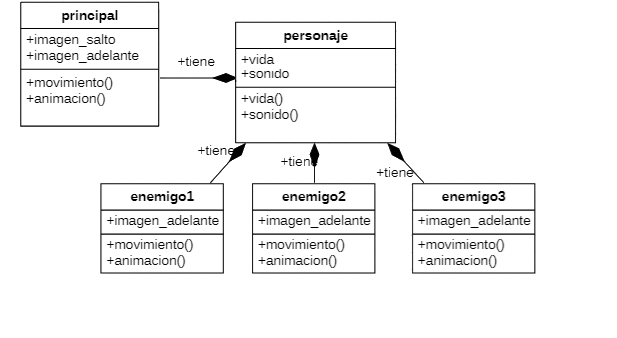 principal
+imagen_salto
+imagen_adelante
+movimiento()
+animacion()
+tiene
personaje
+vida
+sonido
+vida()
+sonido()
+tiene
+tiene
+tiene
enemigo1
+imagen_adelante
+movimiento()
+animacion()
enemigo2
+imagen_adelante
+movimiento()
+animacion()
enemigo3
+imagen_adelante
+movimiento()
+animacion()